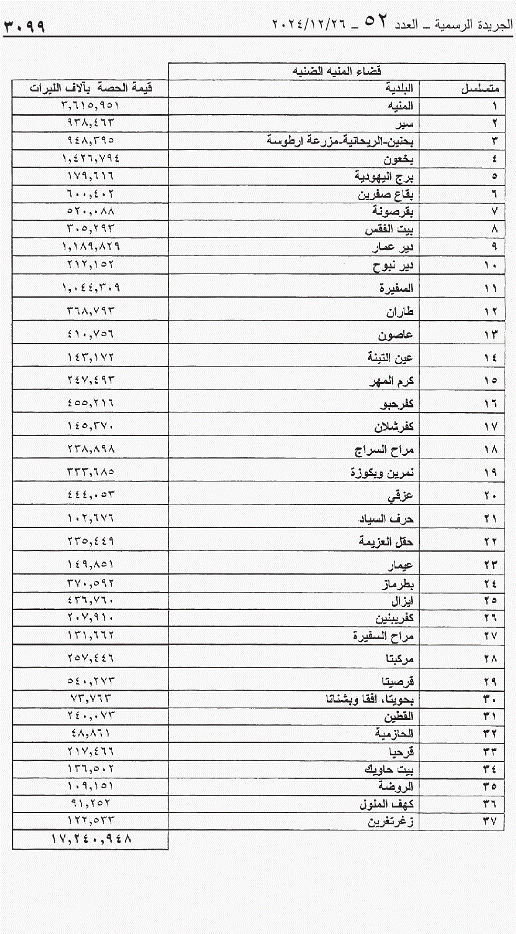 الجريدة الرسمية ـ العدد ٥٢ ـ ٢٠٢٤/١٢/٢٦ ٣٠٩٩
قضاء المنيه الضنيه
متسلسل البلدية قيمة الحصة بآلاف الليرات
١ المنيه ٣,٦١٥,٩٥١
٢ سير ٩٣٨,٤٦٣
٣ بحنين-الريحانية-مزرعة ارطوسة ٩٤٨,٣٩٥
٤ بخعون ١,٤٢٦,٧٩٤
٥ برج اليهودية ١٧٩,٦١٦
٦ بقاع صفرين ٦٠٠,٤٠٢
٧ بقرصونة ٥٢٠,٠٨٨
٨ بيت الفقس ٣٠٥,٢٩٣
٩ دير عمار ١,١٨٩,٨٢٩
١٠ دير نبوح ٢١٢,١٥٢
١١ السفيرة ١,٠٤٤,٣٠٩
١٢ طاران ٣٦٨,٧٩٣
١٣ عاصون ٤١٠,٧٥٦
١٤ عين التينة ١٤٣,١٧٢
١٥ كرم المهر ٢٤٧,٤٩٣
١٦ كفرحبو ٤٥٥,٢١٦
١٧ كفرشلان ١٤٥,٣٧٠
١٨ مراح السراج ٢٣٨,٨٩٨
١٩ نمرين وبكوزة ٣٣٣,٦٨٥
٢٠ عزقي ٤٤٤,٠٥٣
٢١ حرف السياد ١٠٢,٦٧٦
٢٢ حقل العزيمة ٢٣٥,٤٤٩
٢٣ عيمار ١٤٩,٨٥١
٢٤ بطرماز ٣٧٠,٥٩٢
٢٥ ايزال ٤٣٦,٧٦٠
٢٦ كفربنين ٢٠٧,٩١٠
٢٧ مراح السفيرة ١٣١,٦٦٢
٢٨ مركبتا ٢٥٧,٤٤٦
٢٩ قرصيتا ٥٤٠,٢٧٣
٣٠ بحويتا، افقا وبشناتا ٧٣,٧٦٣
٣١ القطين ٢٤٠,٠٧٣
٣٢ الحازمية ٤٨,٨٦١
٣٣ قرحيا ٢١٧,٤٦٦
٣٤ بيت حاويك ١٣٦,٥٠٢
٣٥ الروضة ١٠٩,١٥١
٣٦ كهف الملول ٩١,٢٥٢
٣٧ زغرتغرين ١٢٢,٥٣٣
١٧,٢٤٠,٩٤٨